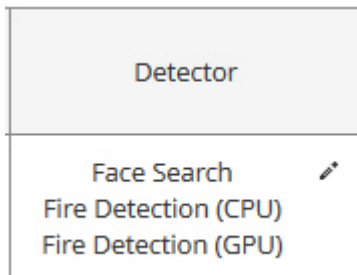 Detector
Face Search
Fire Detection (CPU)
Fire Detection (GPU)